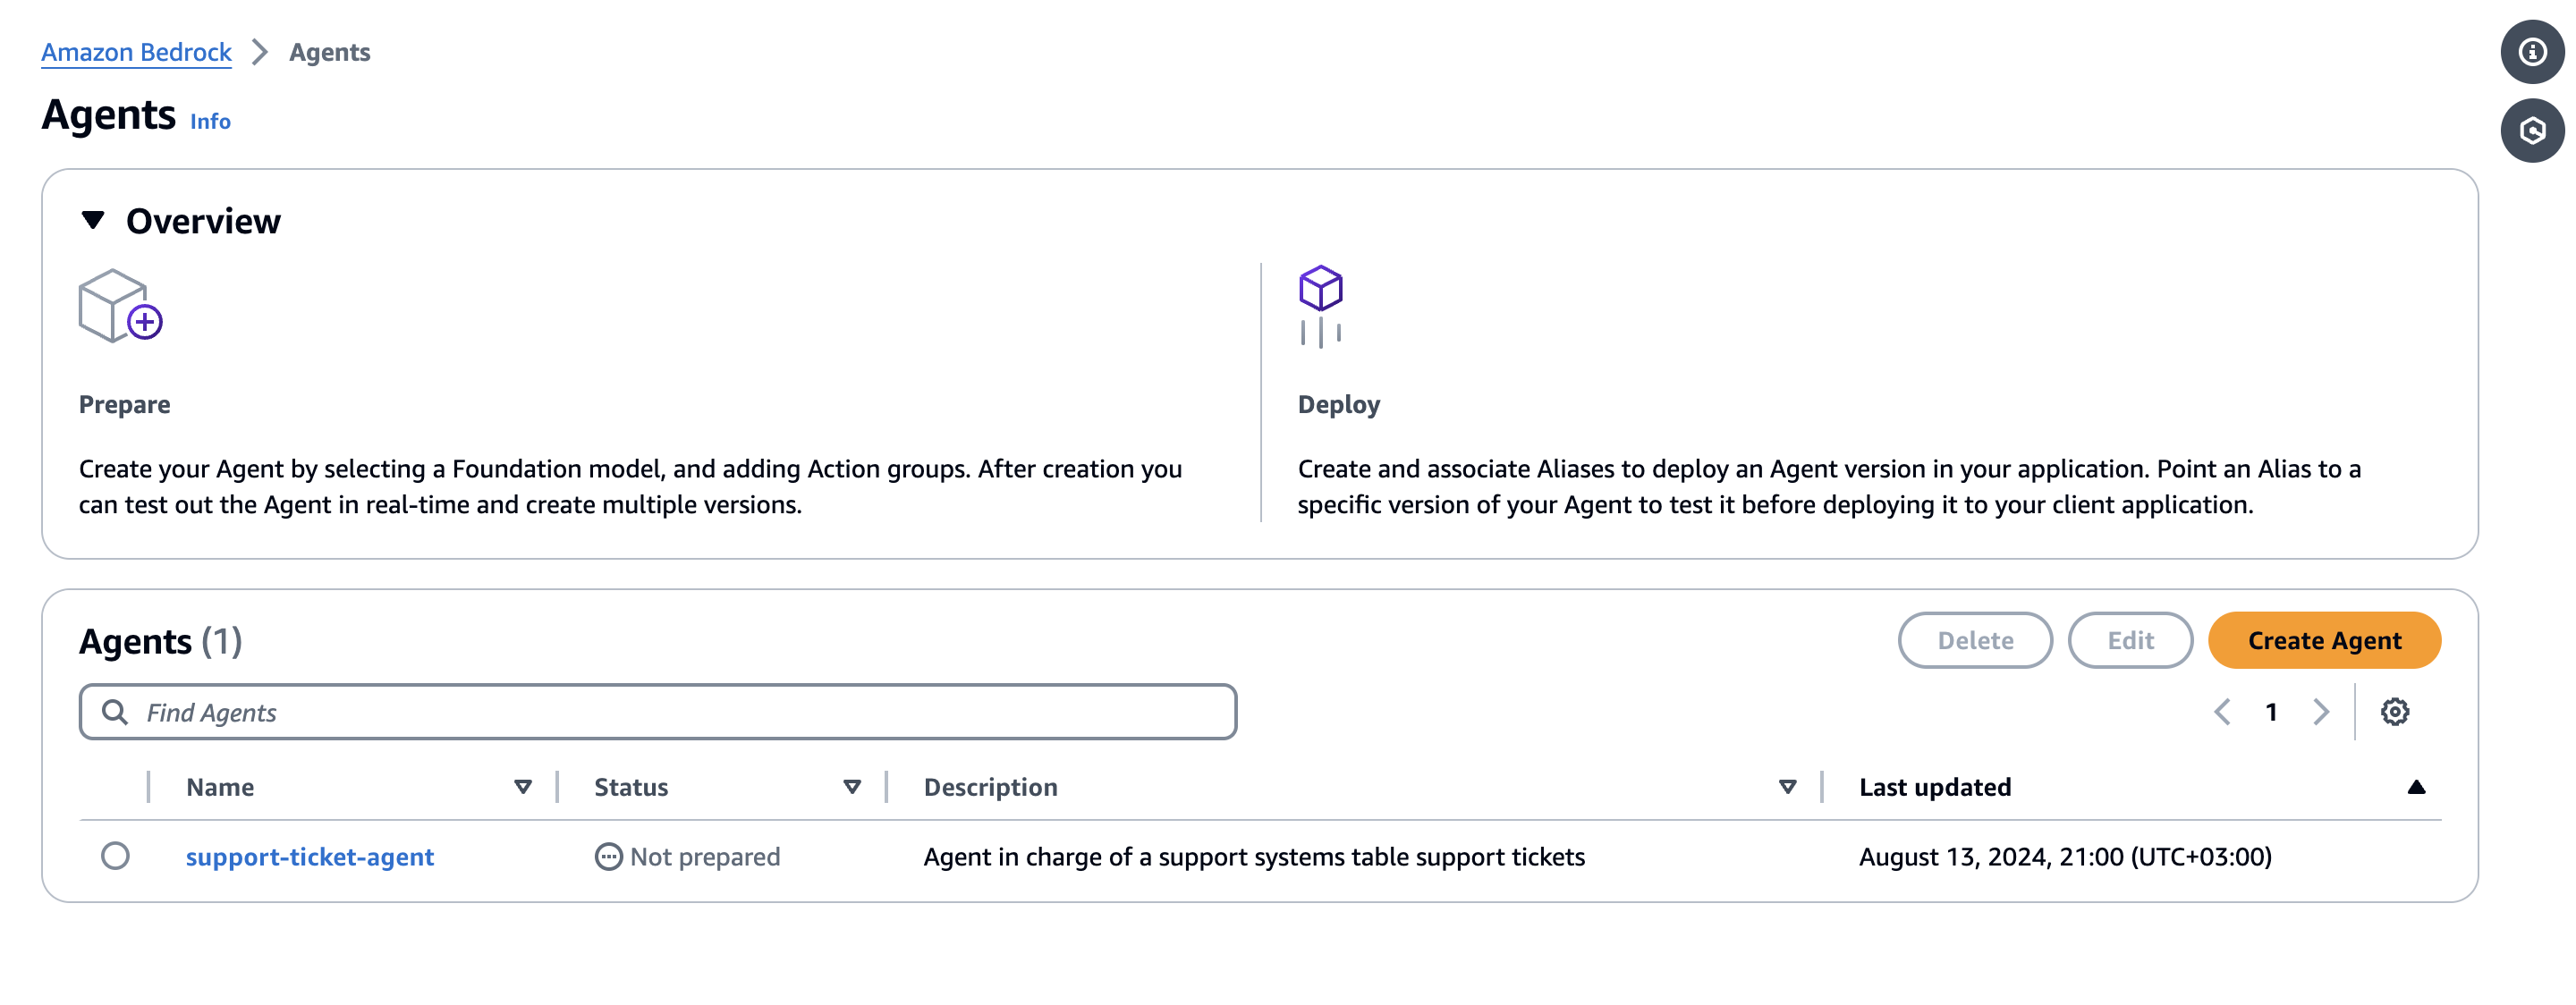 Amazon Bedrock > Agents
Agents Info
Overview
Prepare
Create your Agent by selecting a Foundation model, and adding Action groups. After creation you
can test out the Agent in real-time and create multiple versions.
Deploy
Create and associate Aliases to deploy an Agent version in your application. Point an Alias to a
specific version of your Agent to test it before deploying it to your client application.
Agents (1)
Delete Edit Create Agent
Find Agents
1
Name Status Description Last updated
support-ticket-agent Not prepared Agent in charge of a support systems table support tickets August 13, 2024, 21:00 (UTC+03:00)